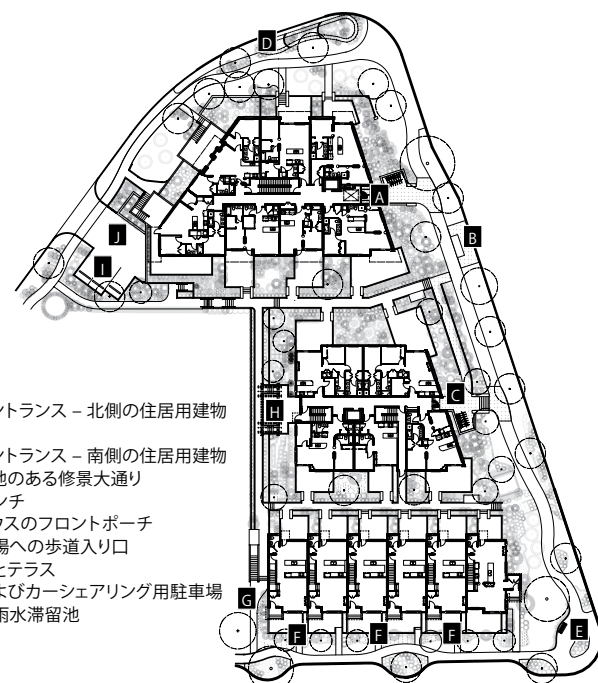 D
A
B
J
I
C
H
ントランス – 北側の住居用建物
ントランス – 南側の住居用建物
池のある修景大通り
ンチ
ウスのフロントポーチ
場への歩道入り口
とテラス
よびカーシェアリング用駐車場
雨水滞留池
G
F
F
F
E